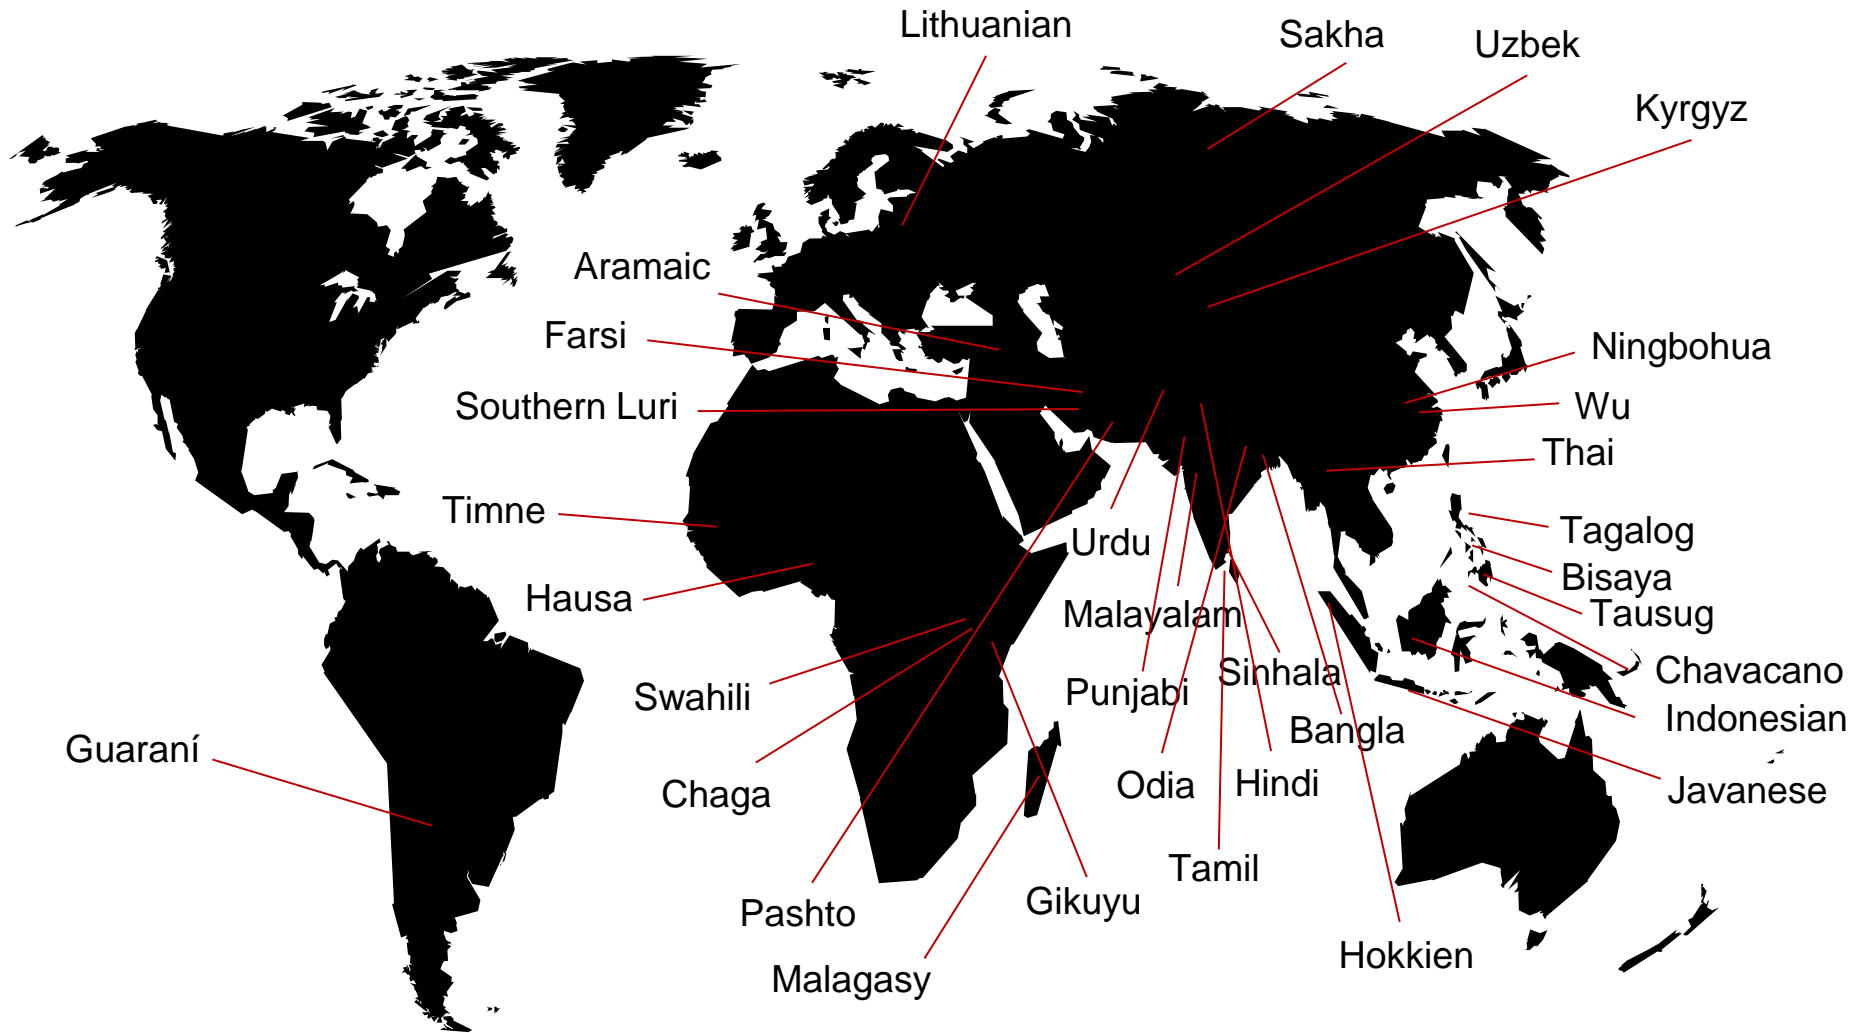 Lithuanian
Sakha
Uzbek
Kyrgyz
Aramaic
Farsi
Ningbohua
Southern Luri
Wu
Thai
Timne
Tagalog
Urdu
Bisaya
Hausa
Malayalam
Tausug
Sinhala
Chavacano
Swahili
Punjabi
Indonesian
Bangla
Guaraní
Chaga
Odia
Hindi
Javanese
Tamil
Gikuyu
Pashto
Hokkien
Malagasy